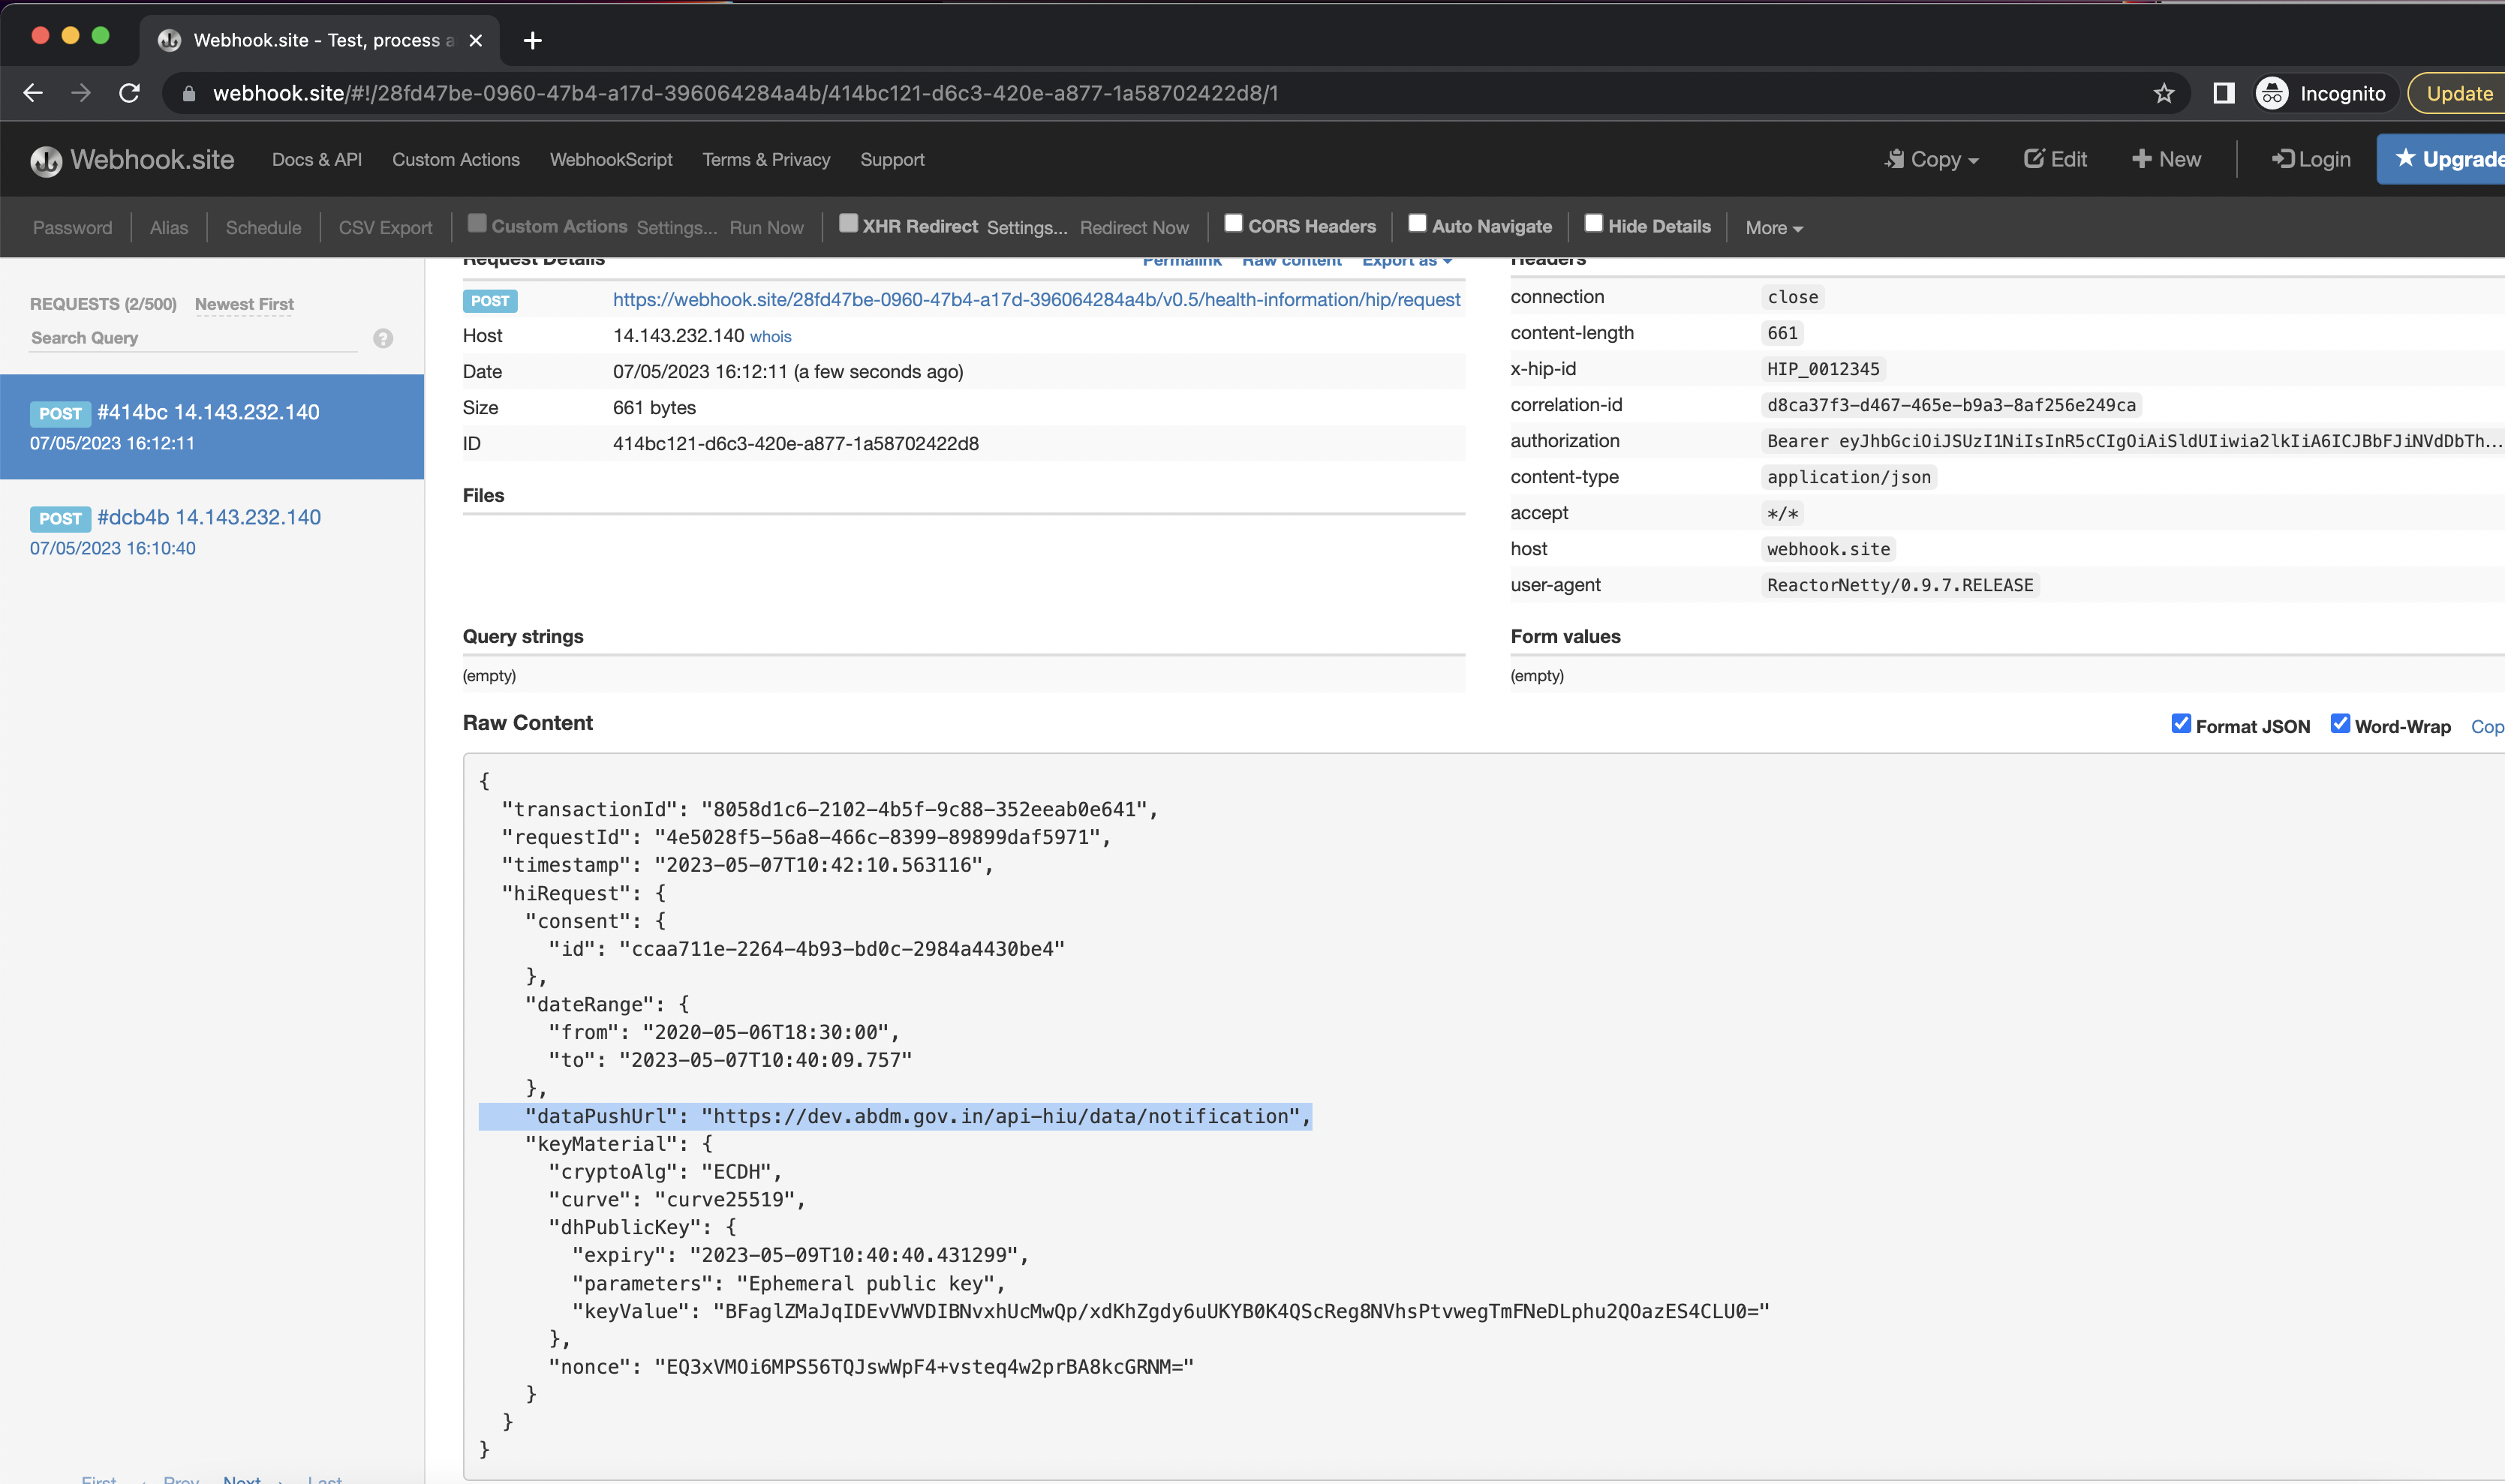 Webhook.site - Test, process a
webhook.site/#!/28fd47be-0960-47b4-a17d-396064284a4b/414bc121-d6c3-420e-a877-1a58702422d8/1
Incognito
Update
Webhook.site Docs & API Custom Actions WebhookScript Terms & Privacy Support Copy Edit New Login Upgrade
Password Alias Schedule CSV Export Custom Actions Settings... Run Now XHR Redirect Settings... Redirect Now CORS Headers Auto Navigate Hide Details More
REQUESTS (2/500) Newest First
Search Query
?
POST #414bc 14.143.232.140
07/05/2023 16:12:11
POST #dcb4b 14.143.232.140
07/05/2023 16:10:40
First Prev Next Last
Request Details Permalink Raw content Export as
POST https://webhook.site/28fd47be-0960-47b4-a17d-396064284a4b/v0.5/health-information/hip/request
Host 14.143.232.140 whois
Date 07/05/2023 16:12:11 (a few seconds ago)
Size 661 bytes
ID 414bc121-d6c3-420e-a877-1a58702422d8
Files
Headers
connection close
content-length 661
x-hip-id HIP_0012345
correlation-id d8ca37f3-d467-465e-b9a3-8af256e249ca
authorization Bearer eyJhbGciOiJSUzI1NiIsInR5cCIgOiAiSldUIiwia2lkIiA6ICJBbFJiNVdDbTh...
content-type application/json
accept */*
host webhook.site
user-agent ReactorNetty/0.9.7.RELEASE
Query strings
(empty)
Form values
(empty)
Raw Content
Format JSON Word-Wrap Cop
{
"transactionId": "8058d1c6-2102-4b5f-9c88-352eeab0e641",
"requestId": "4e5028f5-56a8-466c-8399-89899daf5971",
"timestamp": "2023-05-07T10:42:10.563116",
"hiRequest": {
"consent": {
"id": "ccaa711e-2264-4b93-bd0c-2984a4430be4"
},
"dateRange": {
"from": "2020-05-06T18:30:00",
"to": "2023-05-07T10:40:09.757"
},
"dataPushUrl": "https://dev.abdm.gov.in/api-hiu/data/notification",
"keyMaterial": {
"cryptoAlg": "ECDH",
"curve": "curve25519",
"dhPublicKey": {
"expiry": "2023-05-09T10:40:40.431299",
"parameters": "Ephemeral public key",
"keyValue": "BFaglZMaJqIDEvVWVDIBNvxhUcMwQp/xdKhZgdy6uUKYB0K4QScReg8NVhsPtvwegTmFNeDLphu2QOazES4CLU0="
},
"nonce": "EQ3xVMOi6MPS56TQJswWpF4+vsteq4w2prBA8kcGRNM="
}
}
}